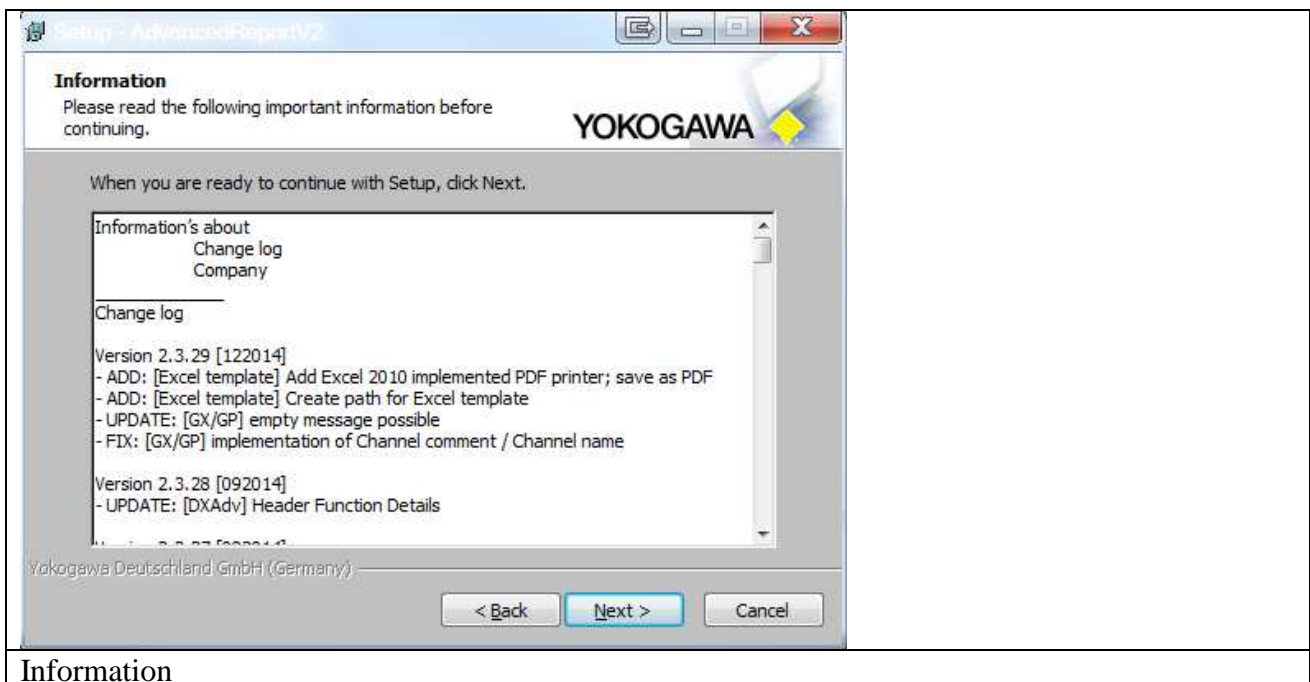 Setup - AdvancedReportV2
Information
Please read the following important information before
continuing.
YOKOGAWA
When you are ready to continue with Setup, click Next.
Information's about
Change log
Company
Change log
Version 2.3.29 [122014]
- ADD: [Excel template] Add Excel 2010 implemented PDF printer; save as PDF
- ADD: [Excel template] Create path for Excel template
- UPDATE: [GX/GP] empty message possible
- FIX: [GX/GP] implementation of Channel comment / Channel name
Version 2.3.28 [092014]
- UPDATE: [DXAdv] Header Function Details
Yokogawa Deutschland GmbH (Germany)
< Back
Next >
Cancel
Information